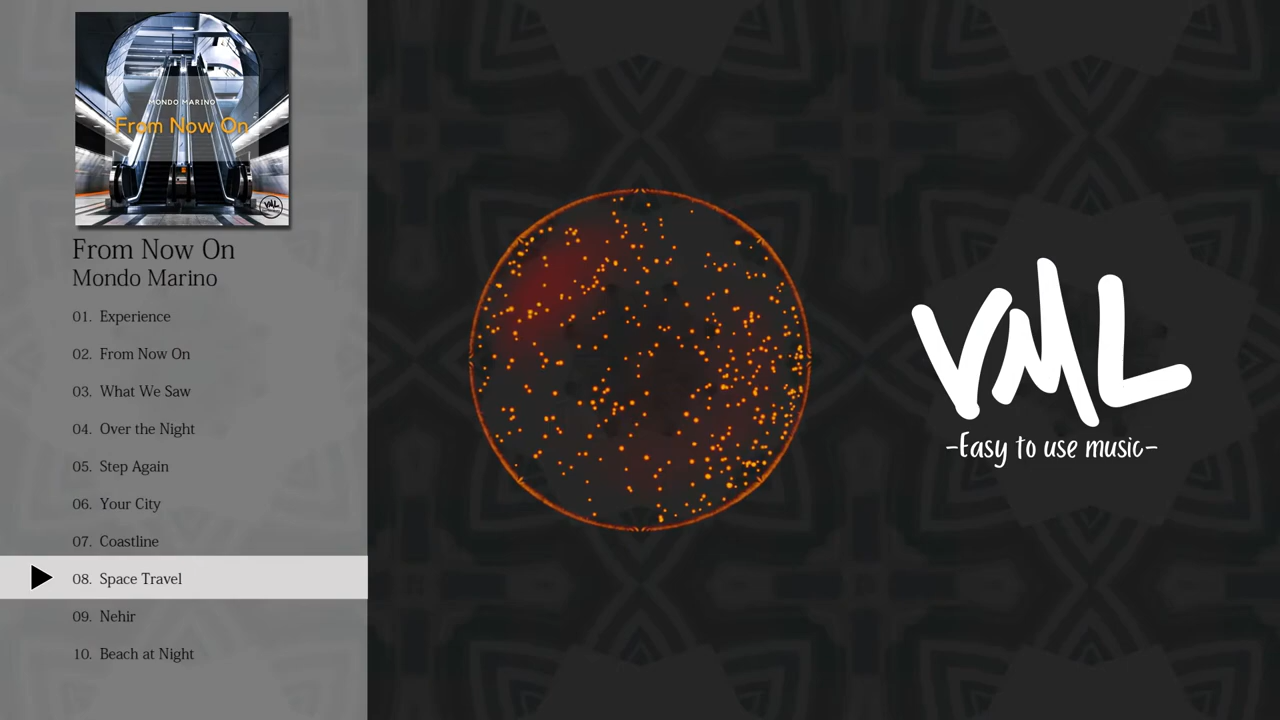 MONDO MARINO
From Now On
VML
From Now On
Mondo Marino
01. Experience
02. From Now On
03. What We Saw
04. Over the Night
05. Step Again
06. Your City
07. Coastline
08. Space Travel
09. Nehir
10. Beach at Night
VML
-Easy to use music-